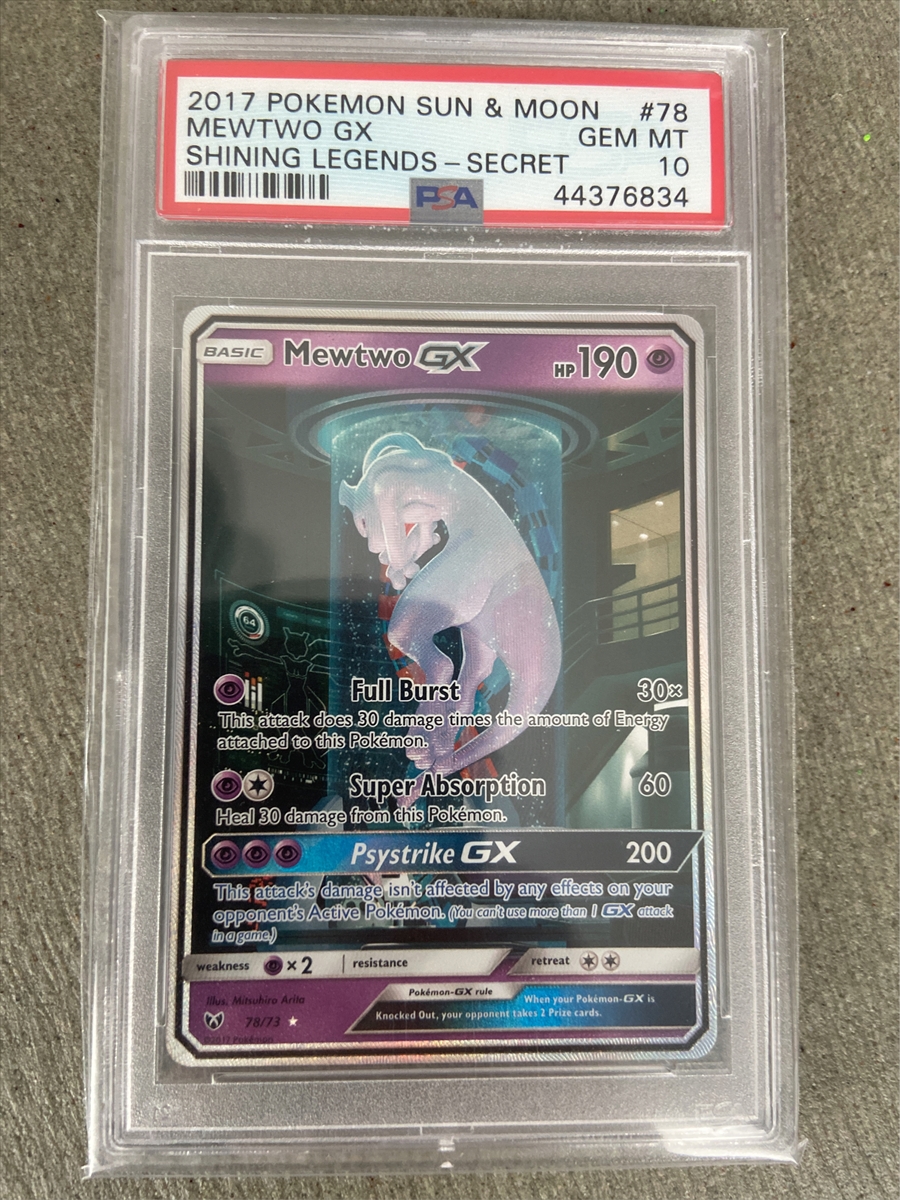 2017 POKEMON SUN & MOON #78
MEWTWO GX GEM MT
SHINING LEGENDS – SECRET 10
PSA 44376834
BASIC Mewtwo GX HP 190
64
Full Burst 30×
This attack does 30 damage times the amount of Energy
attached to this Pokémon.
Super Absorption 60
Heal 30 damage from this Pokémon.
Psystrike GX 200
This attack's damage isn't affected by any effects on your
opponent's Active Pokémon. (You can't use more than 1 GX attack
in a game.)
weakness × 2 resistance retreat
Illus. Mitsuhiro Arita
78/73
©2017 Pokémon
Pokémon-GX rule
When your Pokémon-GX is
Knocked Out, your opponent takes 2 Prize cards.